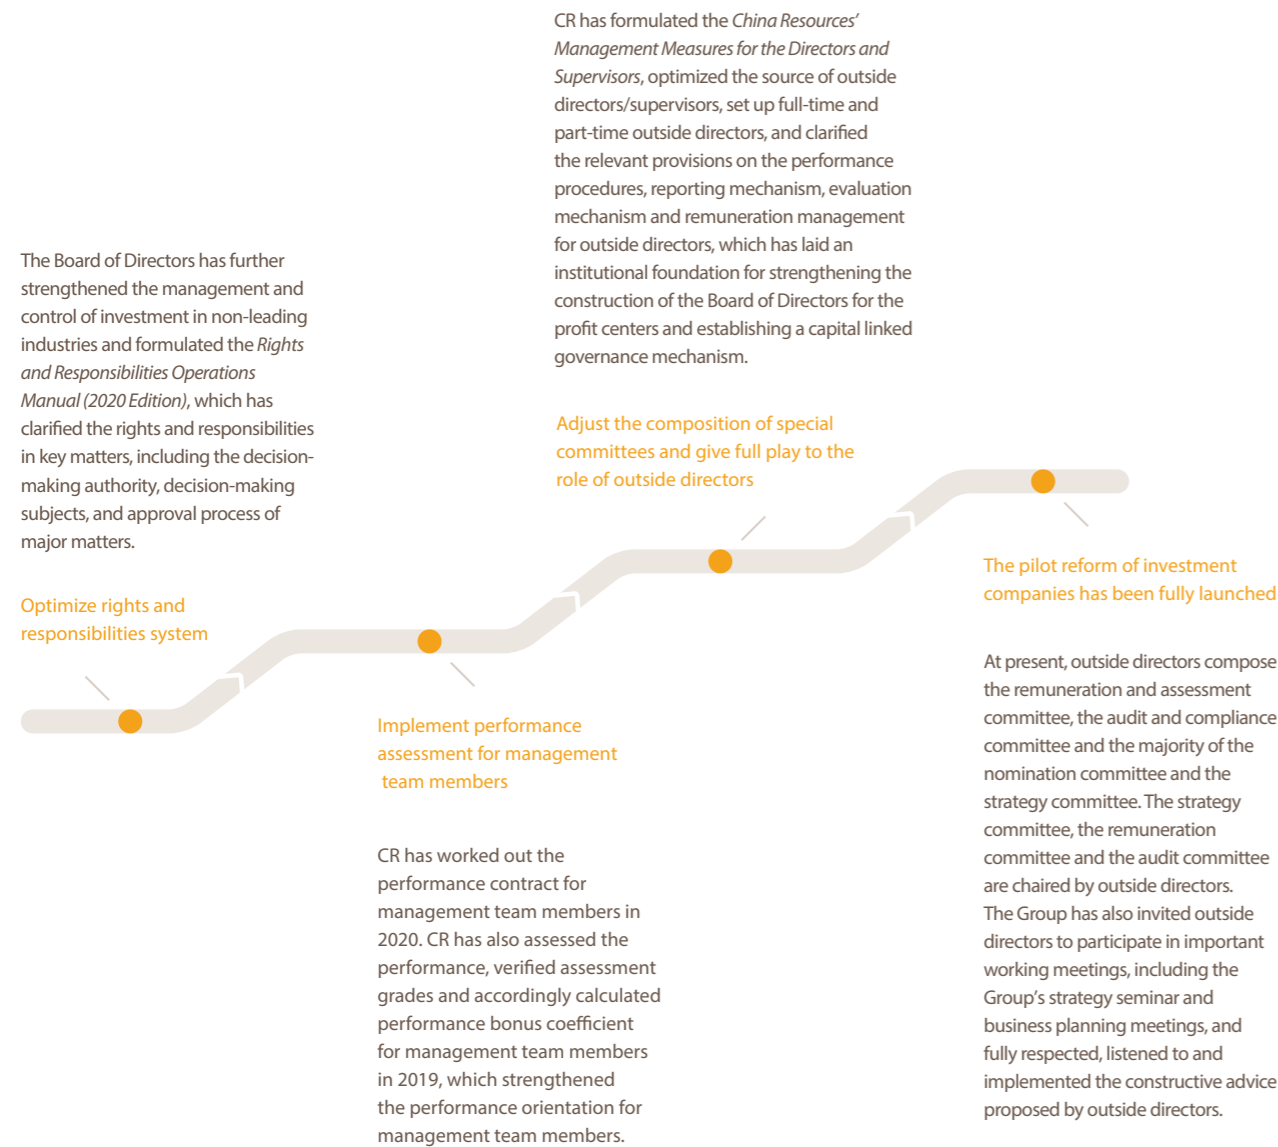 The Board of Directors has further
strengthened the management and
control of investment in non-leading
industries and formulated the Rights
and Responsibilities Operations
Manual (2020 Edition), which has
clarified the rights and responsibilities
in key matters, including the decision-
making authority, decision-making
subjects, and approval process of
major matters.
Optimize rights and
responsibilities system
Implement performance
assessment for management
team members
CR has worked out the
performance contract for
management team members in
2020. CR has also assessed the
performance, verified assessment
grades and accordingly calculated
performance bonus coefficient
for management team members
in 2019, which strengthened
the performance orientation for
management team members.
CR has formulated the China Resources'
Management Measures for the Directors and
Supervisors, optimized the source of outside
directors/supervisors, set up full-time and
part-time outside directors, and clarified
the relevant provisions on the performance
procedures, reporting mechanism, evaluation
mechanism and remuneration management
for outside directors, which has laid an
institutional foundation for strengthening the
construction of the Board of Directors for the
profit centers and establishing a capital linked
governance mechanism.
Adjust the composition of special
committees and give full play to the
role of outside directors
The pilot reform of investment
companies has been fully launched
At present, outside directors compose
the remuneration and assessment
committee, the audit and compliance
committee and the majority of the
nomination committee and the
strategy committee. The strategy
committee, the remuneration
committee and the audit committee
are chaired by outside directors.
The Group has also invited outside
directors to participate in important
working meetings, including the
Group's strategy seminar and
business planning meetings, and
fully respected, listened to and
implemented the constructive advice
proposed by outside directors.